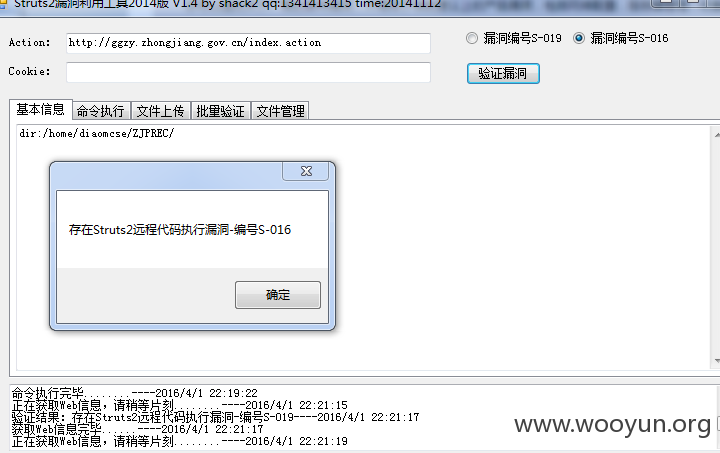 Struts2漏洞利用工具2014版 V1.4 by shack2 qq:1341413415 time:20141112
Action: http://ggzy.zhongjiang.gov.cn/index.action 漏洞编号S-019 漏洞编号S-016
Cookie: 验证漏洞
基本信息 命令执行 文件上传 批量验证 文件管理
dir:/home/diaomcse/ZJPREC/
存在Struts2远程代码执行漏洞-编号S-016
确定
命令执行完毕........----2016/4/1 22:19:22
正在获取Web信息,请稍等片刻........----2016/4/1 22:21:15
验证结果:存在Struts2远程代码执行漏洞-编号S-019----2016/4/1 22:21:17
获取Web信息完毕......----2016/4/1 22:21:17
正在获取Web信息,请稍等片刻........----2016/4/1 22:21:19
www.wooyun.org